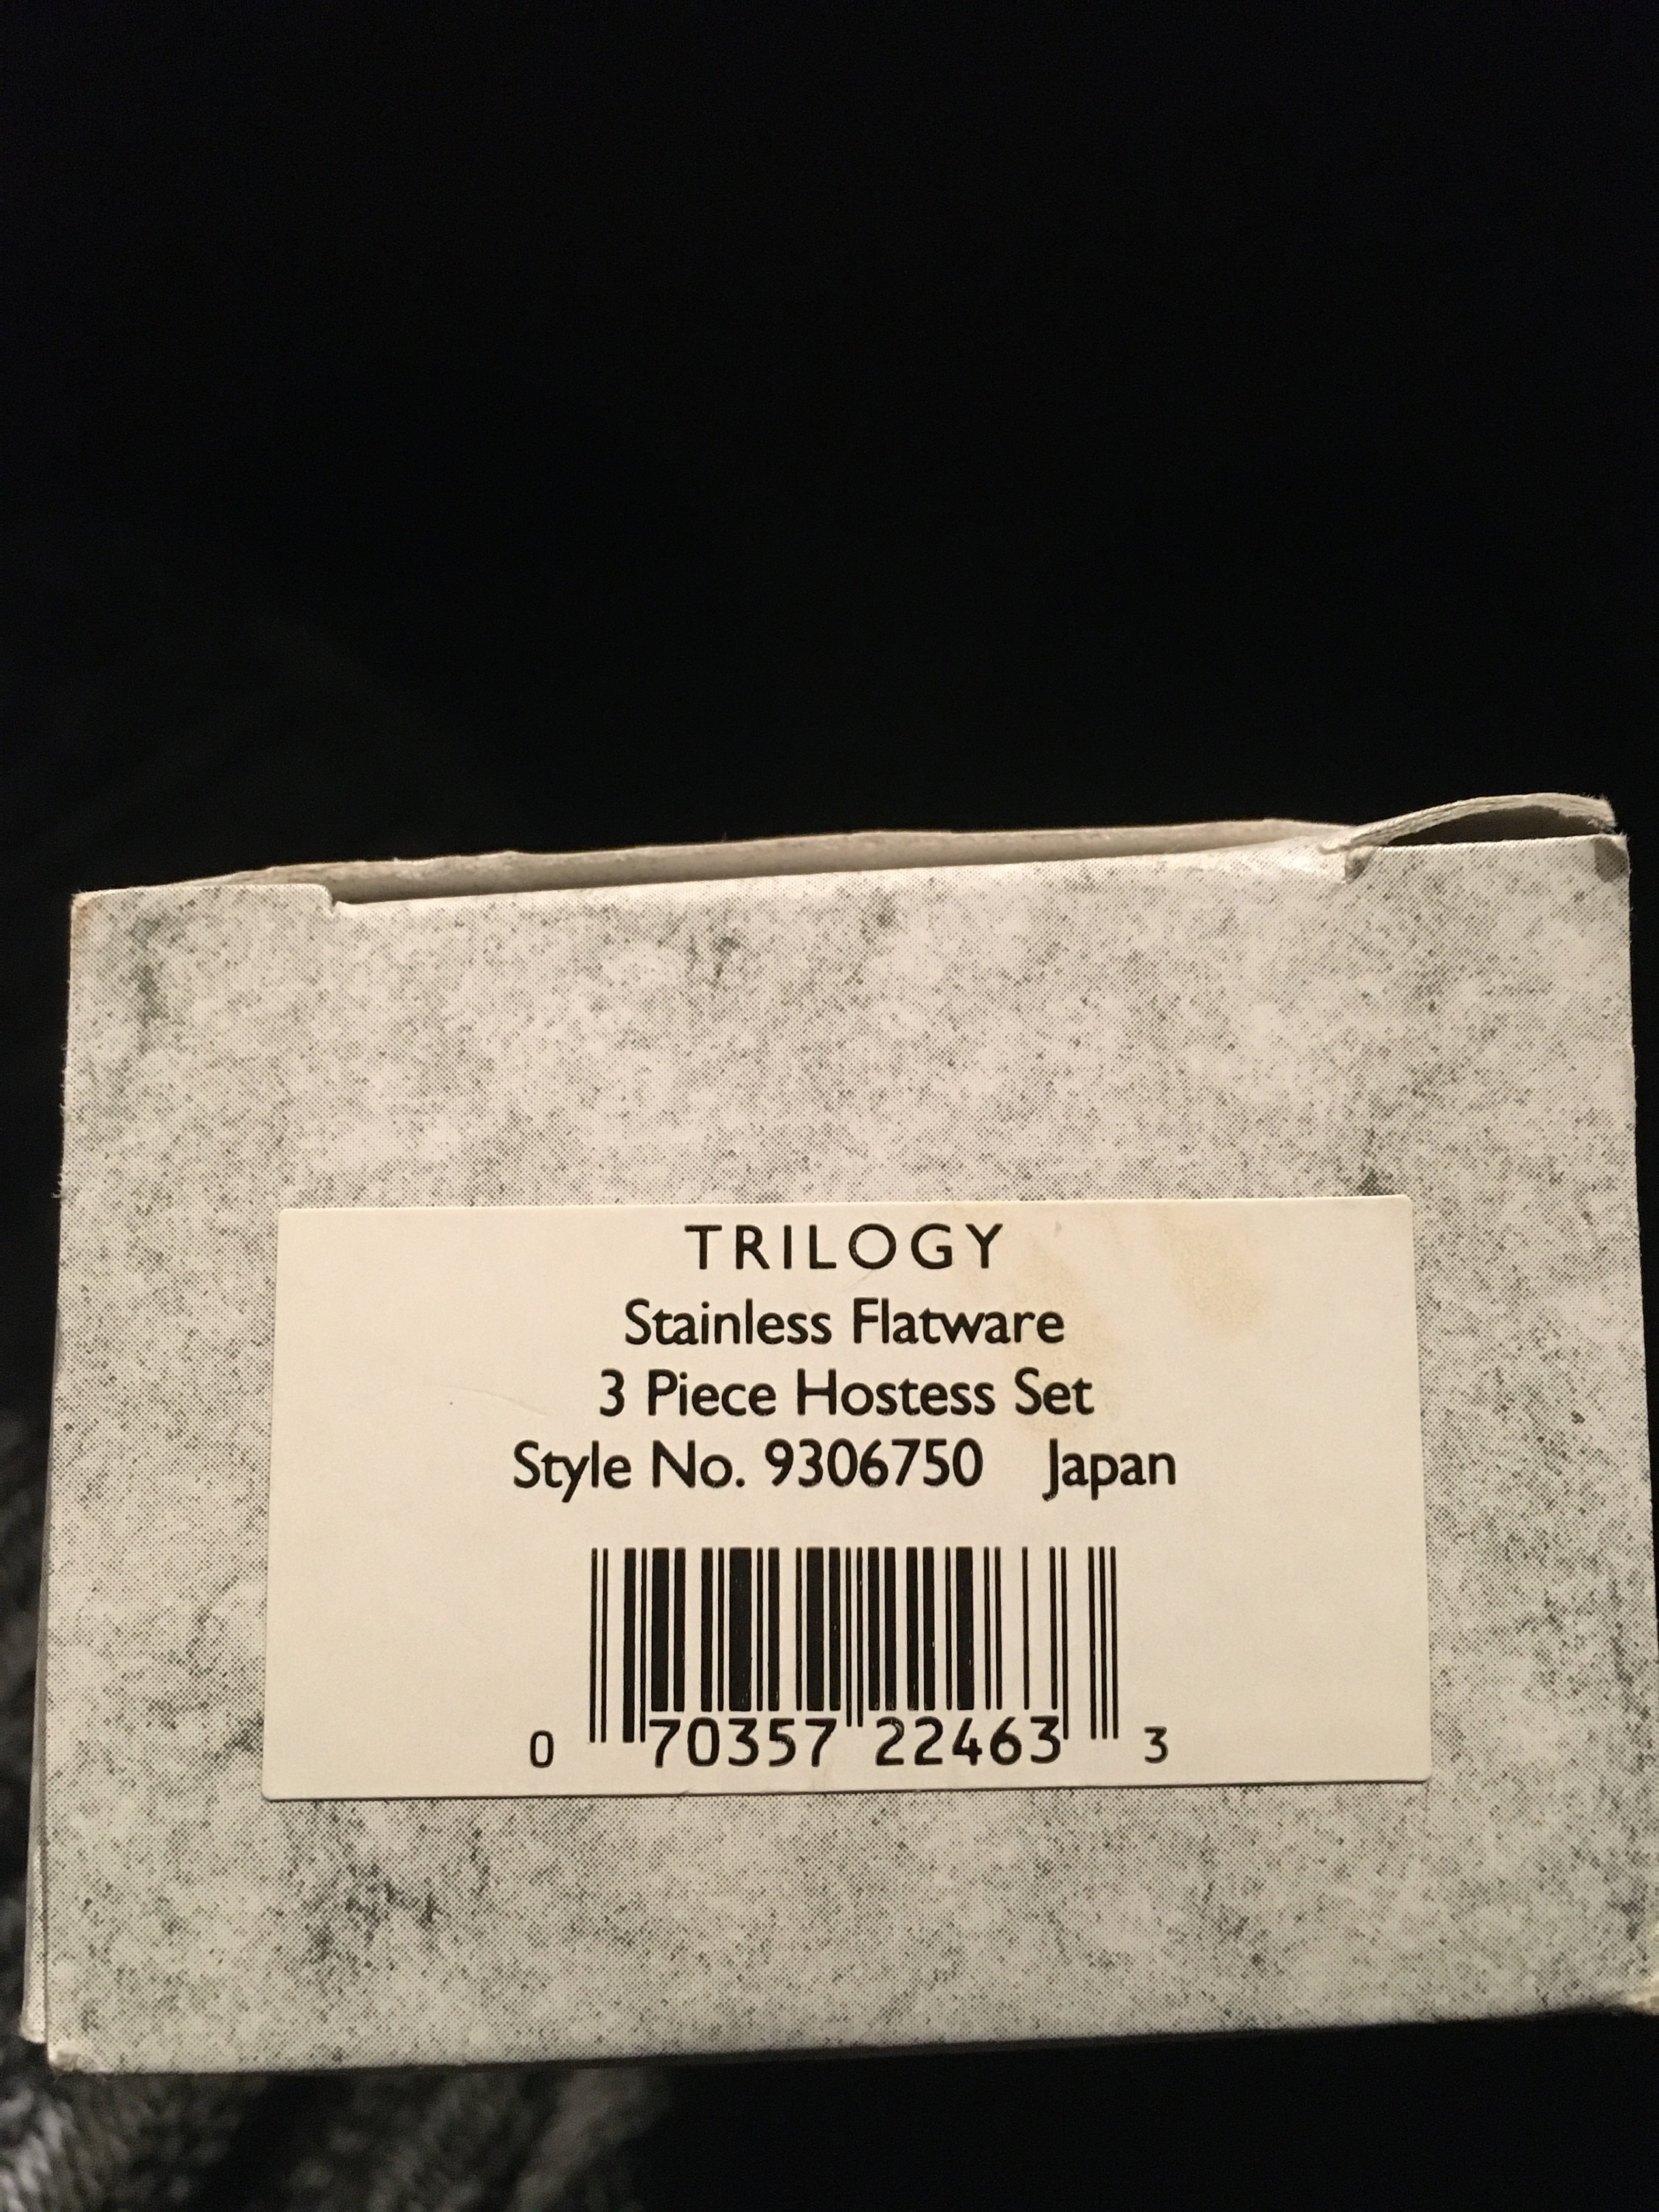 TRILOGY
Stainless Flatware
3 Piece Hostess Set
Style No. 9306750 Japan
0 70357 22463 3